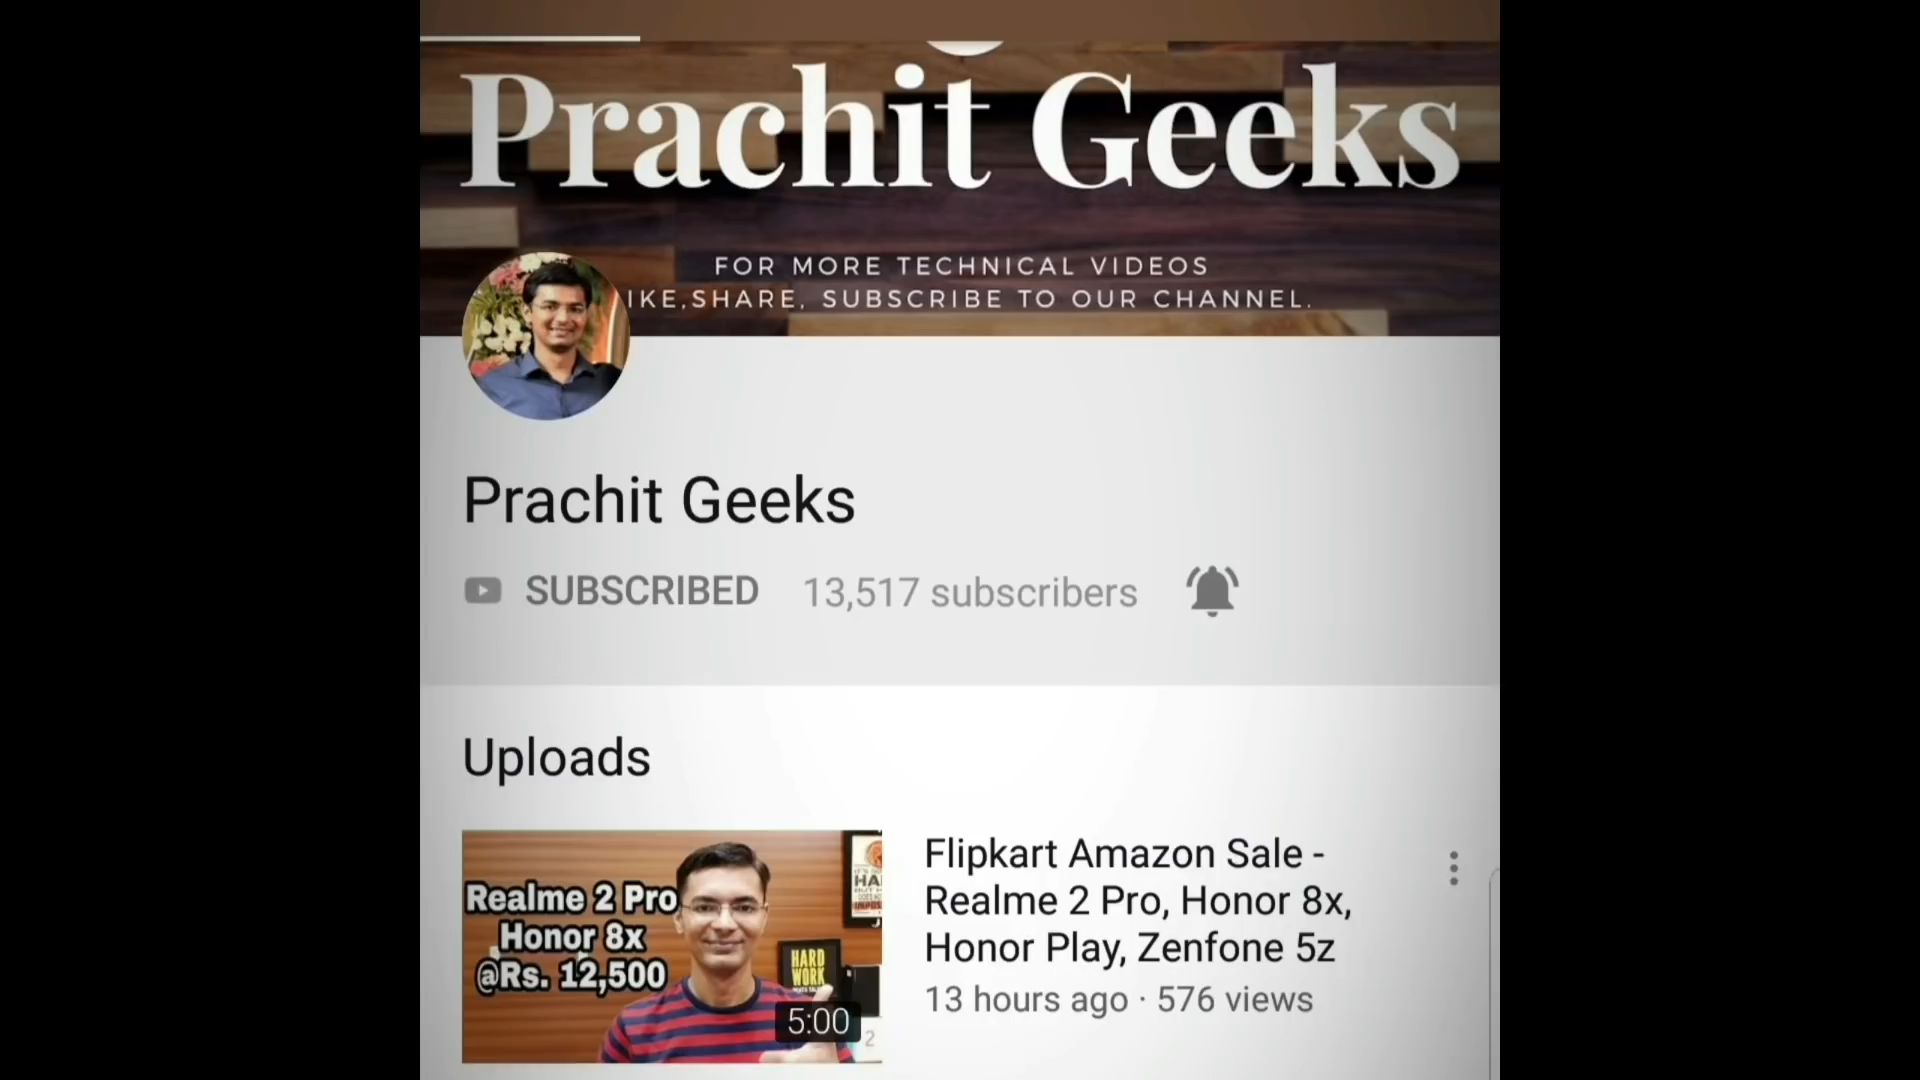 Prachit Geeks
FOR MORE TECHNICAL VIDEOS
IKE,SHARE, SUBSCRIBE TO OUR CHANNEL.
Prachit Geeks
SUBSCRIBED 13,517 subscribers
Uploads
Realme 2 Pro
Honor 8x
@Rs. 12,500
HARD
WORK
5:00
Flipkart Amazon Sale -
Realme 2 Pro, Honor 8x,
Honor Play, Zenfone 5z
13 hours ago · 576 views